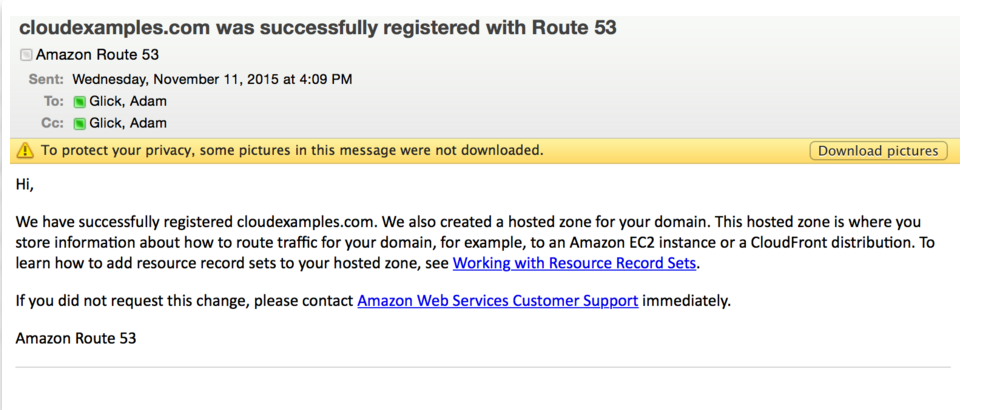 cloudexamples.com was successfully registered with Route 53
Amazon Route 53
Sent: Wednesday, November 11, 2015 at 4:09 PM
To: Glick, Adam
Cc: Glick, Adam
To protect your privacy, some pictures in this message were not downloaded. Download pictures
Hi,
We have successfully registered cloudexamples.com. We also created a hosted zone for your domain. This hosted zone is where you
store information about how to route traffic for your domain, for example, to an Amazon EC2 instance or a CloudFront distribution. To
learn how to add resource record sets to your hosted zone, see Working with Resource Record Sets.
If you did not request this change, please contact Amazon Web Services Customer Support immediately.
Amazon Route 53